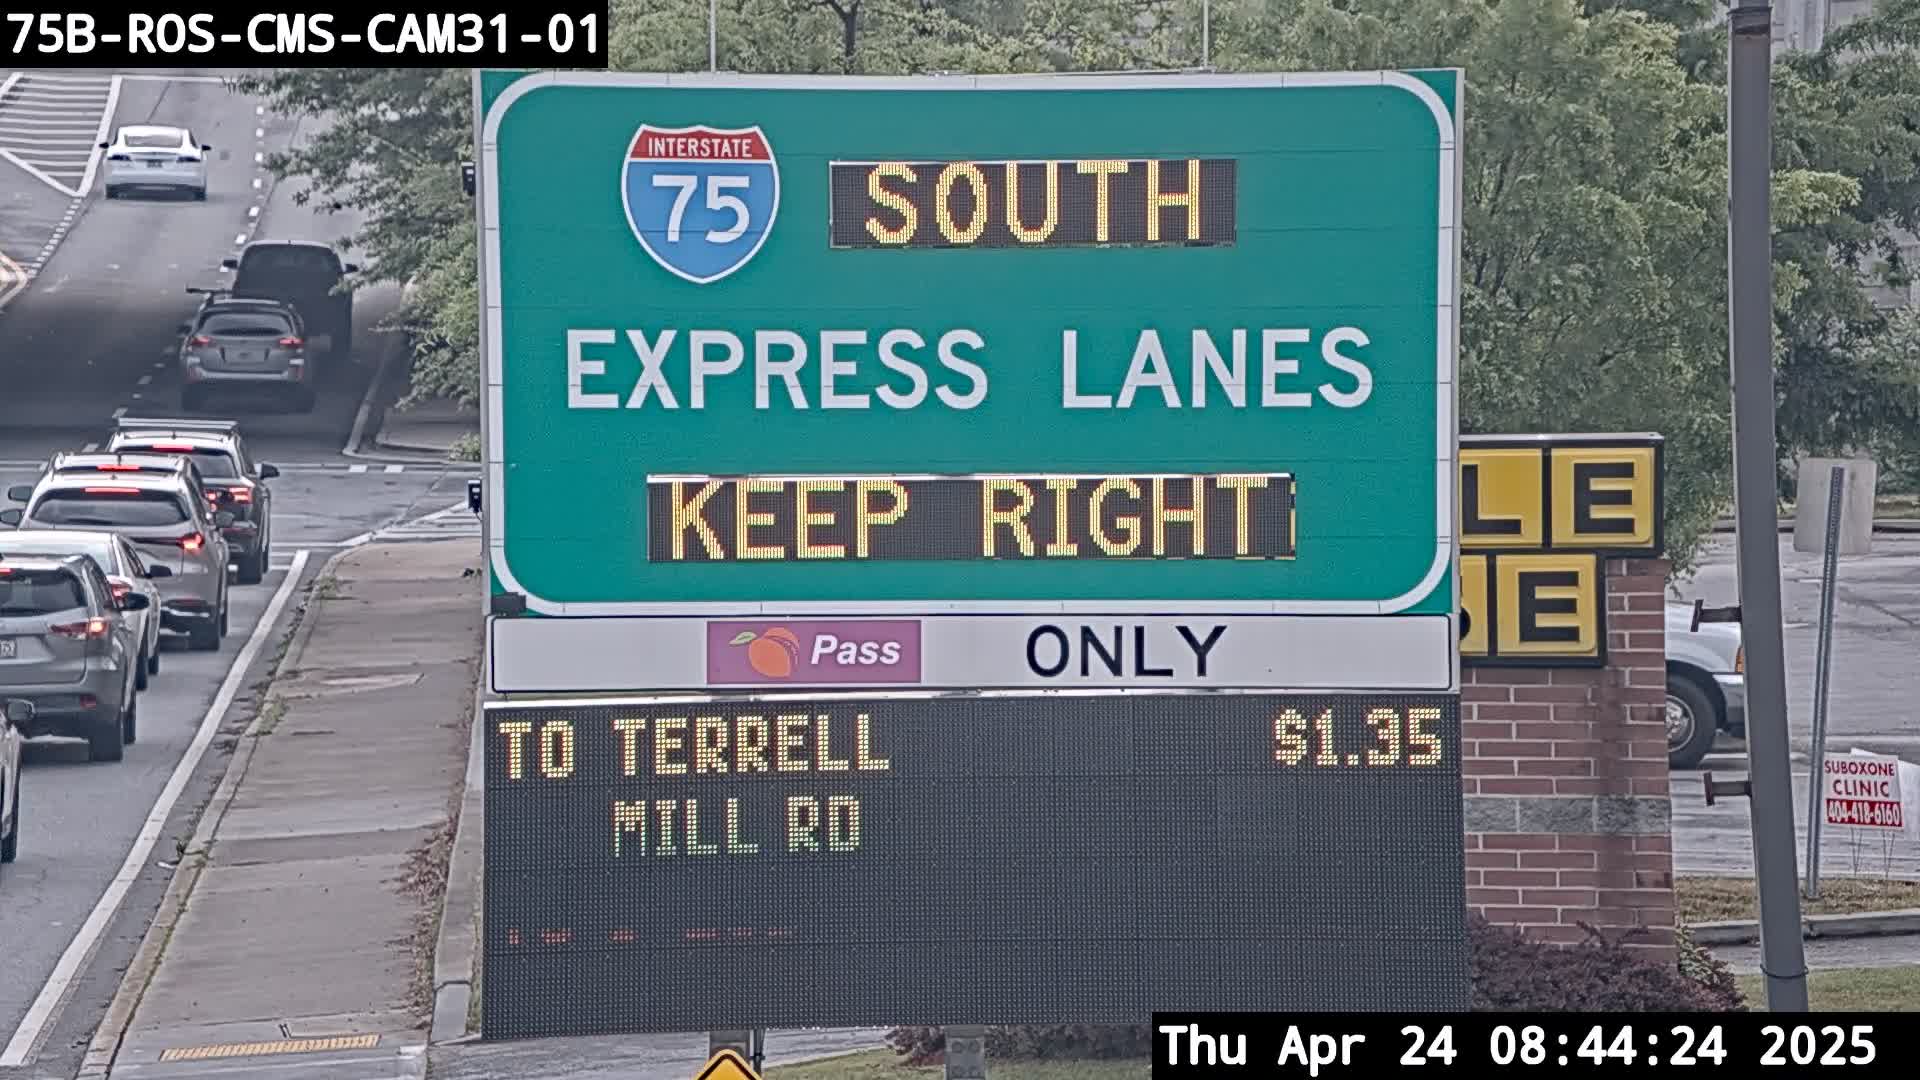 75B-ROS-CMS-CAM31-01
INTERSTATE
75
SOUTH
EXPRESS LANES
KEEP RIGHT
Pass ONLY
TO TERRELL $1.35
MILL RD
LE
E
SUBOXONE
CLINIC
404-418-6160
Thu Apr 24 08:44:24 2025